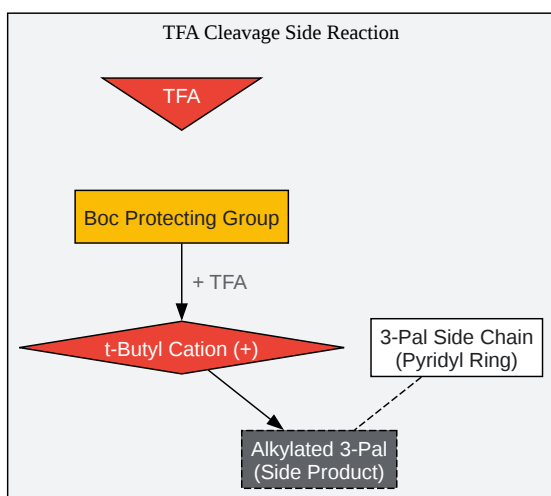 TFA Cleavage Side Reaction
TFA
Boc Protecting Group
+ TFA
t-Butyl Cation (+)
3-Pal Side Chain
(Pyridyl Ring)
Alkylated 3-Pal
(Side Product)